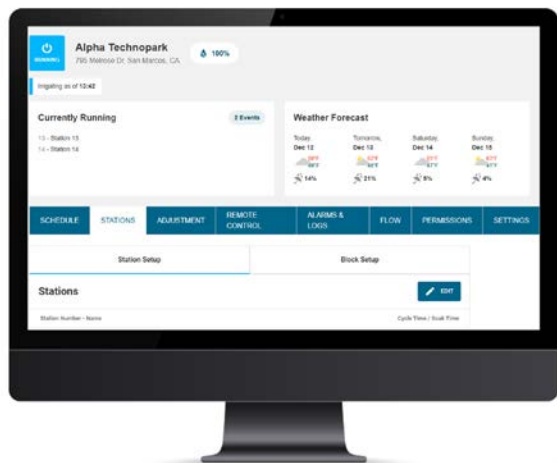 RUNNING
Alpha Technopark
795 Melrose Dr, San Marcos, CA
100%
Irrigating as of 13:42
Currently Running
2 Events
13 - Station 13
14 - Station 14
Weather Forecast
Today, Tomorrow, Saturday, Sunday,
Dec 12 Dec 13 Dec 14 Dec 15
14% 21% 5% 4%
SCHEDULE STATIONS ADJUSTMENT REMOTE CONTROL ALARMS & LOGS FLOW PERMISSIONS SETTINGS
Station Setup Block Setup
Stations
EDIT
Station Number - Name Cycle Time / Soak Time